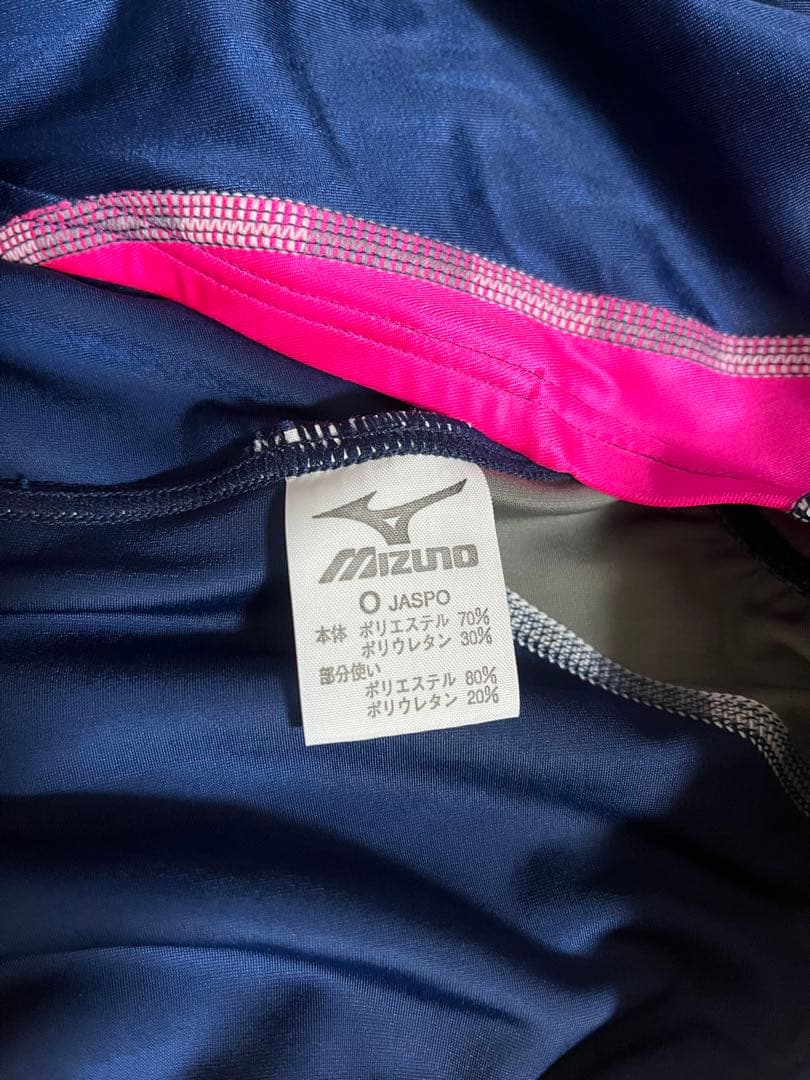 MIZUNO
O JASPO
本体 ポリエステル 70%
ポリウレタン 30%
部分使い
ポリエステル 80%
ポリウレタン 20%